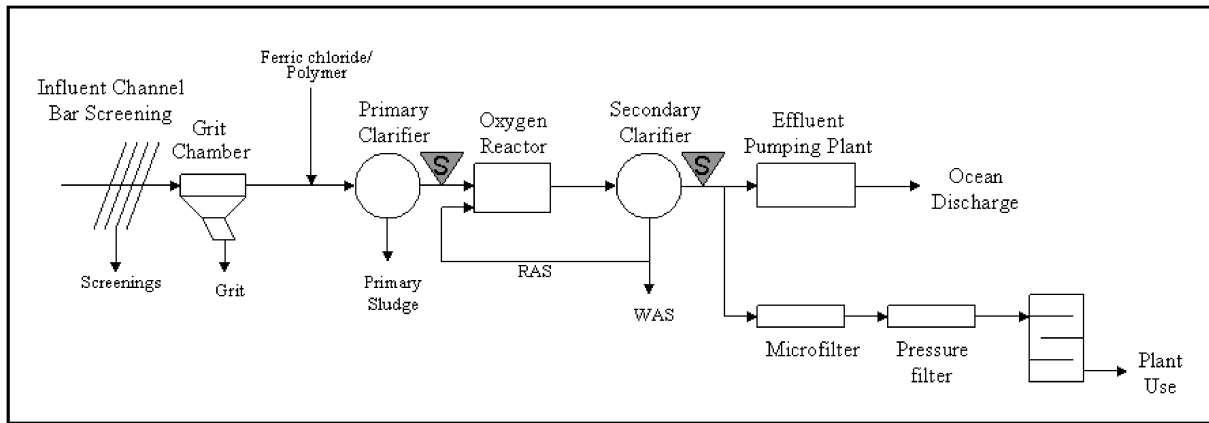 Ferric chloride/
Polymer
Influent Channel
Bar Screening
Grit
Chamber
Primary
Clarifier
S
Oxygen
Reactor
Secondary
Clarifier
S
Effluent
Pumping Plant
Ocean
Discharge
Screenings
Grit
Primary
Sludge
RAS
WAS
Microfilter
Pressure
filter
Plant
Use